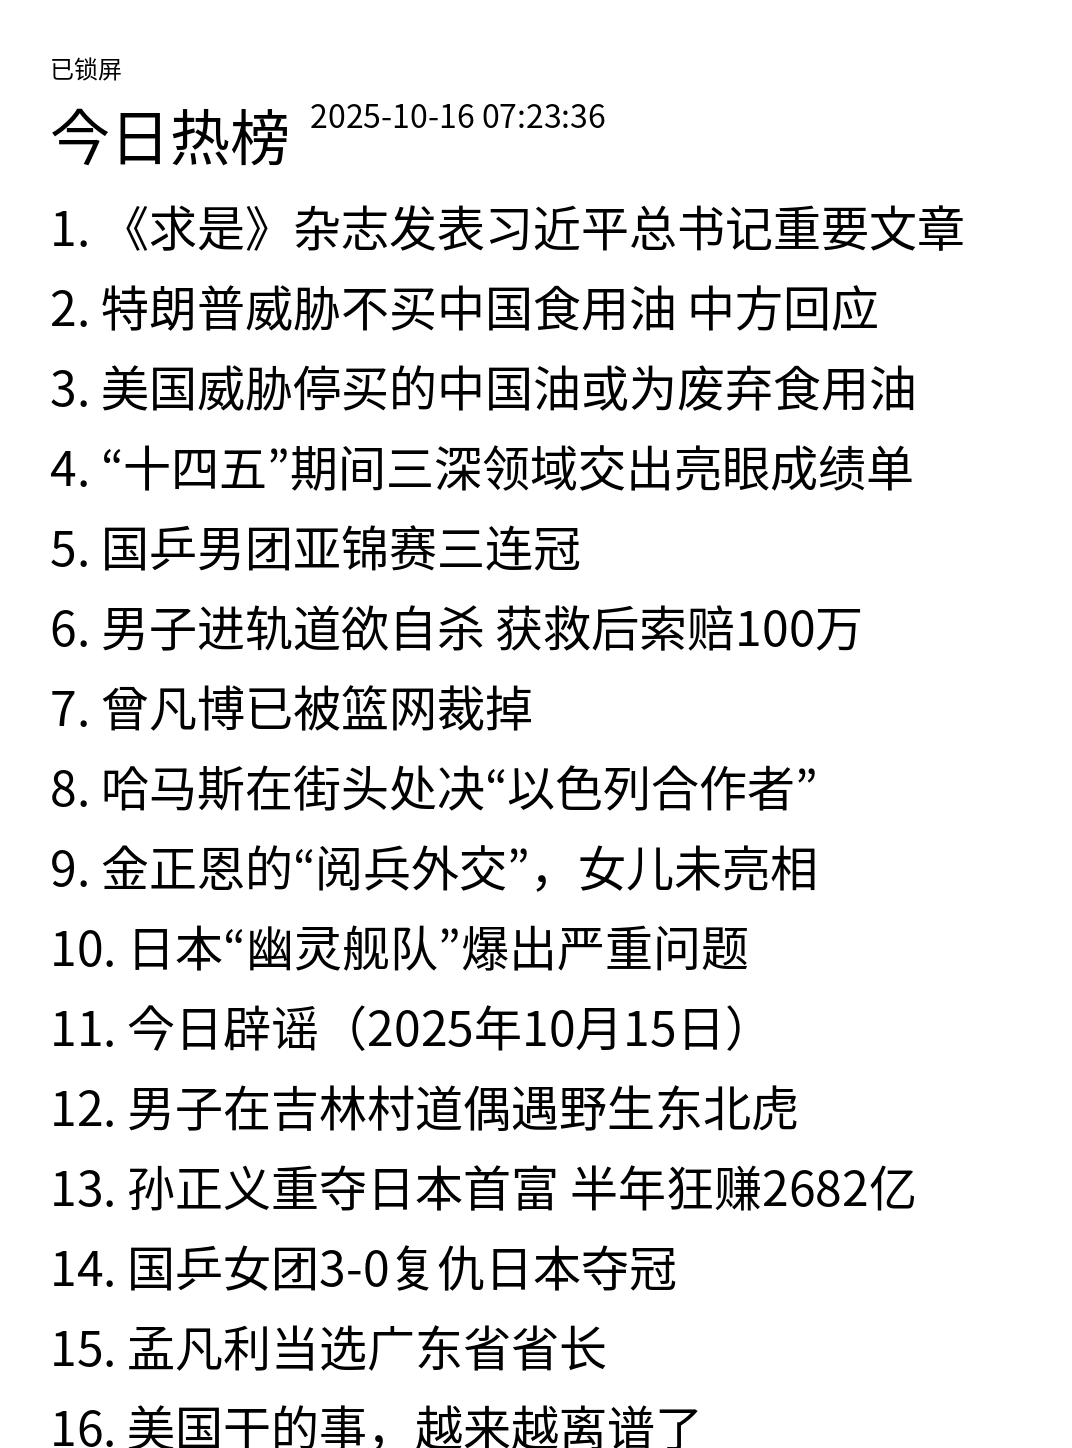 已锁屏
今日热榜 2025-10-16 07:23:36
1. 《求是》杂志发表习近平总书记重要文章
2. 特朗普威胁不买中国食用油 中方回应
3. 美国威胁停买的中国油或为废弃食用油
4. “十四五”期间三深领域交出亮眼成绩单
5. 国乒男团亚锦赛三连冠
6. 男子进轨道欲自杀 获救后索赔100万
7. 曾凡博已被篮网裁掉
8. 哈马斯在街头处决“以色列合作者”
9. 金正恩的“阅兵外交”，女儿未亮相
10. 日本“幽灵舰队”爆出严重问题
11. 今日辟谣（2025年10月15日）
12. 男子在吉林村道偶遇野生东北虎
13. 孙正义重夺日本首富 半年狂赚2682亿
14. 国乒女团3-0复仇日本夺冠
15. 孟凡利当选广东省省长
16. 美国干的事，越来越离谱了